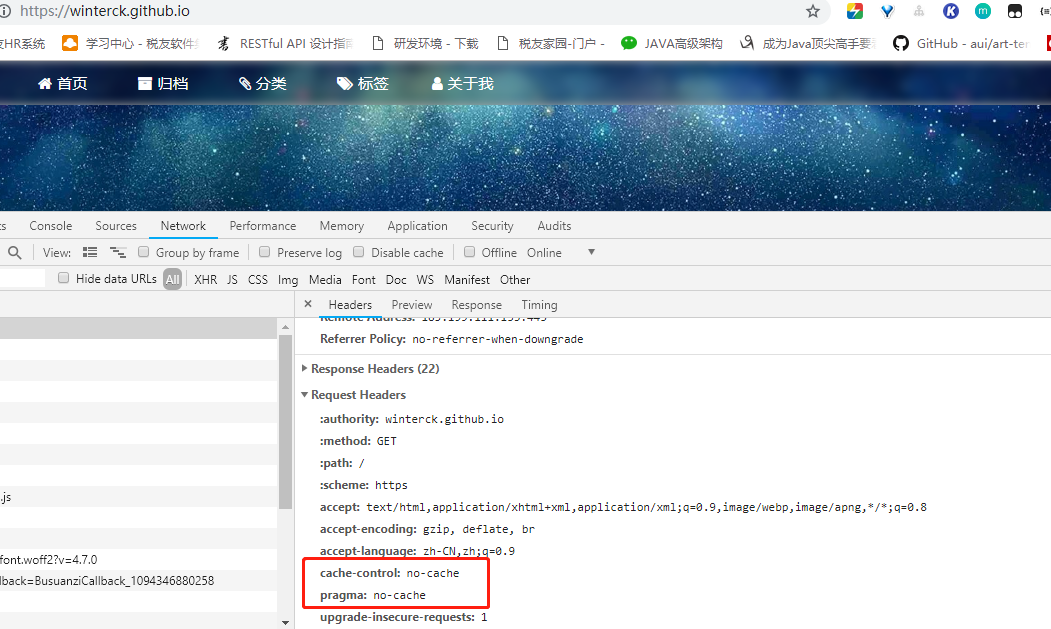 https://winterck.github.io
HR系统 学习中心 - 税友软件 RESTful API 设计指南 研发环境 - 下载 税友家园-门户 - JAVA高级架构 成为Java顶尖高手要 GitHub - aui/art-te
首页 归档 分类 标签 关于我
Console Sources Network Performance Memory Application Security Audits
View: Group by frame Preserve log Disable cache Offline Online
Hide data URLs All XHR JS CSS Img Media Font Doc WS Manifest Other
× Headers Preview Response Timing
Referrer Policy: no-referrer-when-downgrade
Response Headers (22)
Request Headers
:authority: winterck.github.io
:method: GET
:path: /
:scheme: https
.js
accept: text/html,application/xhtml+xml,application/xml;q=0.9,image/webp,image/apng,*/*;q=0.8
accept-encoding: gzip, deflate, br
accept-language: zh-CN,zh;q=0.9
font.woff2?v=4.7.0
cache-control: no-cache
lback=BusuanziCallback_1094346880258
pragma: no-cache
upgrade-insecure-requests: 1